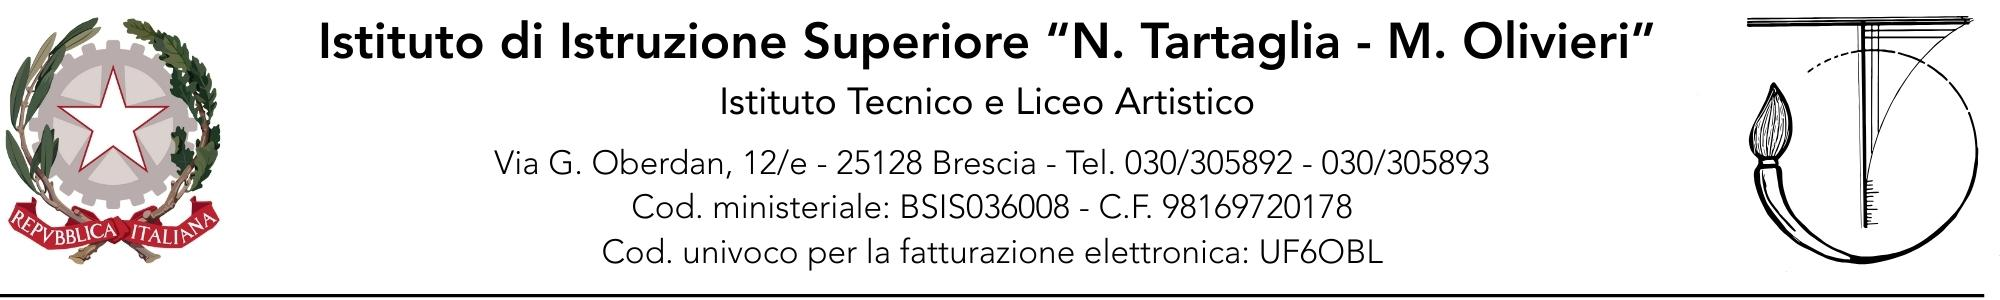 Istituto di Istruzione Superiore “N. Tartaglia - M. Olivieri”
Istituto Tecnico e Liceo Artistico
Via G. Oberdan, 12/e - 25128 Brescia - Tel. 030/305892 - 030/305893
Cod. ministeriale: BSIS036008 - C.F. 98169720178
Cod. univoco per la fatturazione elettronica: UF6OBL
REPVBBLICA ITALIANA